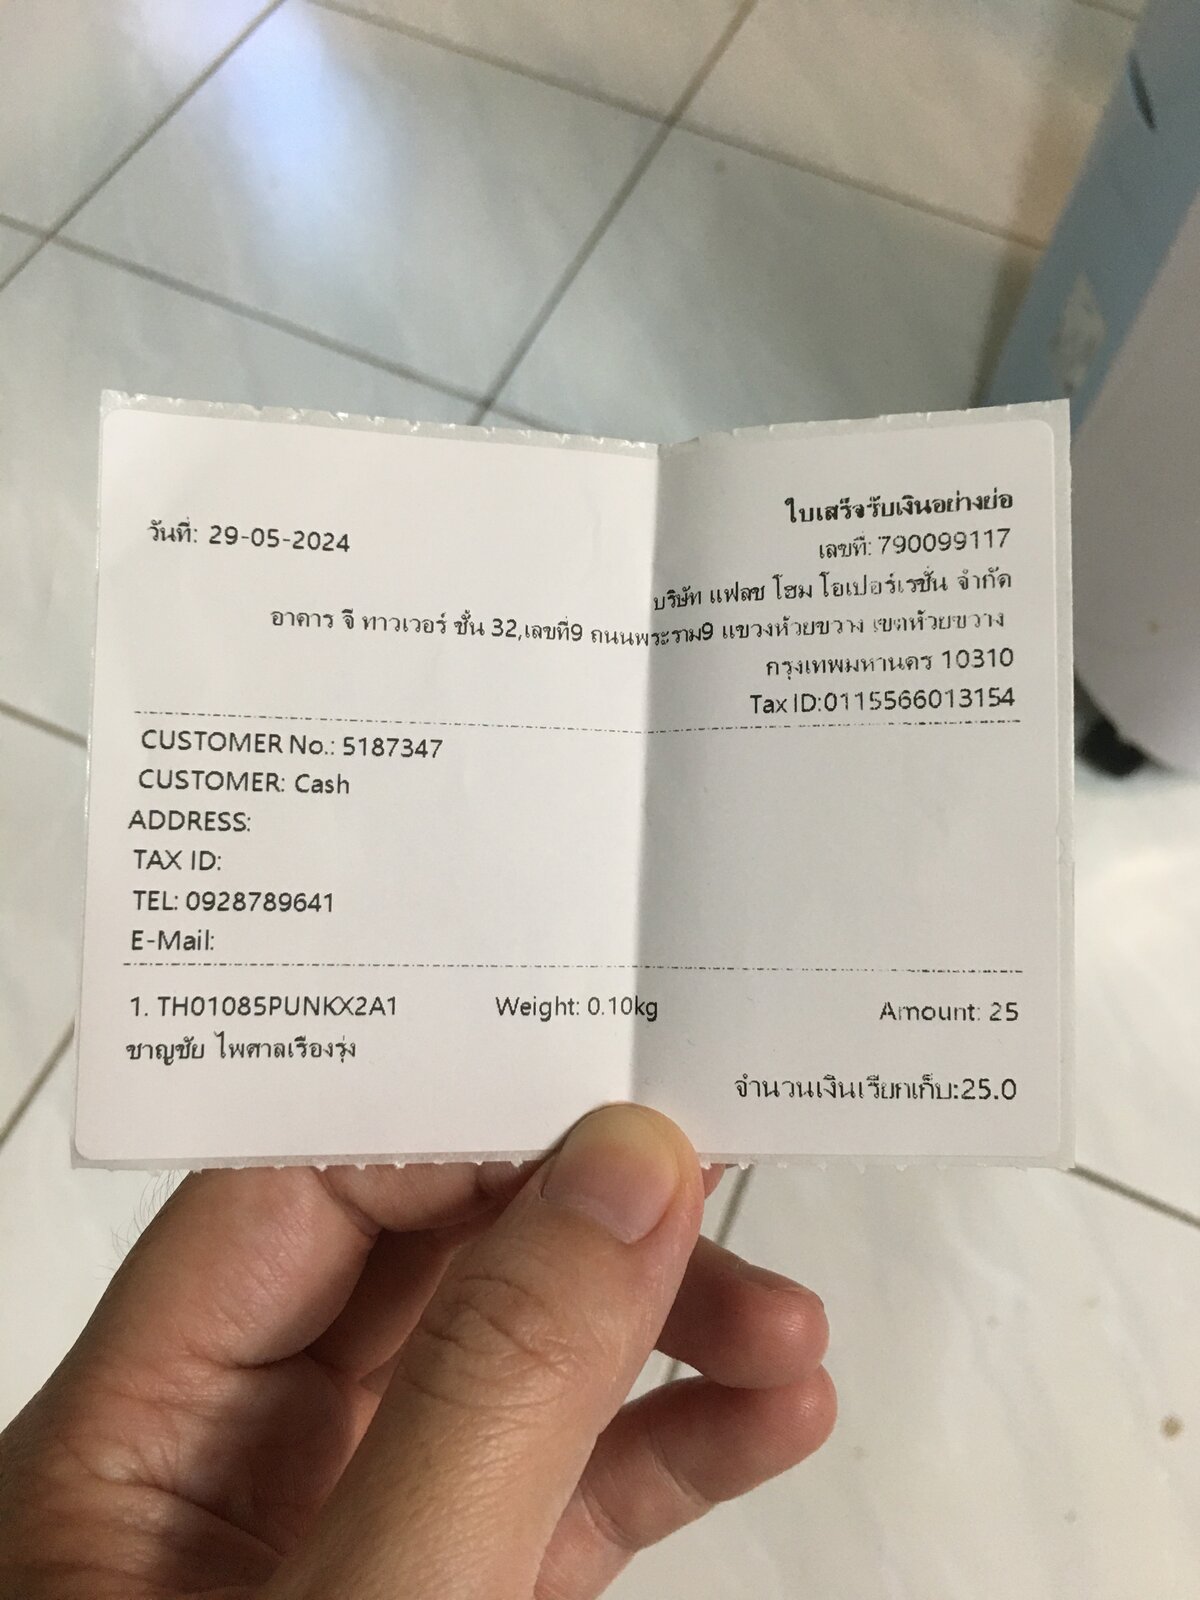 ใบเสร็จรับเงินอย่างย่อ
วันที่: 29-05-2024
เลขที่: 790099117
บริษัท แฟลช โฮม โอเปอร์เรชั่น จำกัด
อาคาร จี ทาวเวอร์ ชั้น 32,เลขที่9 ถนนพระราม9 แขวงห้วยขวาง เขตห้วยขวาง
กรุงเทพมหานคร 10310
Tax ID:0115566013154
CUSTOMER No.: 5187347
CUSTOMER: Cash
ADDRESS:
TAX ID:
TEL: 0928789641
E-Mail:
1. TH01085PUNKX2A1 Weight: 0.10kg Amount: 25
ชาญชัย ไพศาลเรืองรุ่ง
จำนวนเงินเรียกเก็บ:25.0